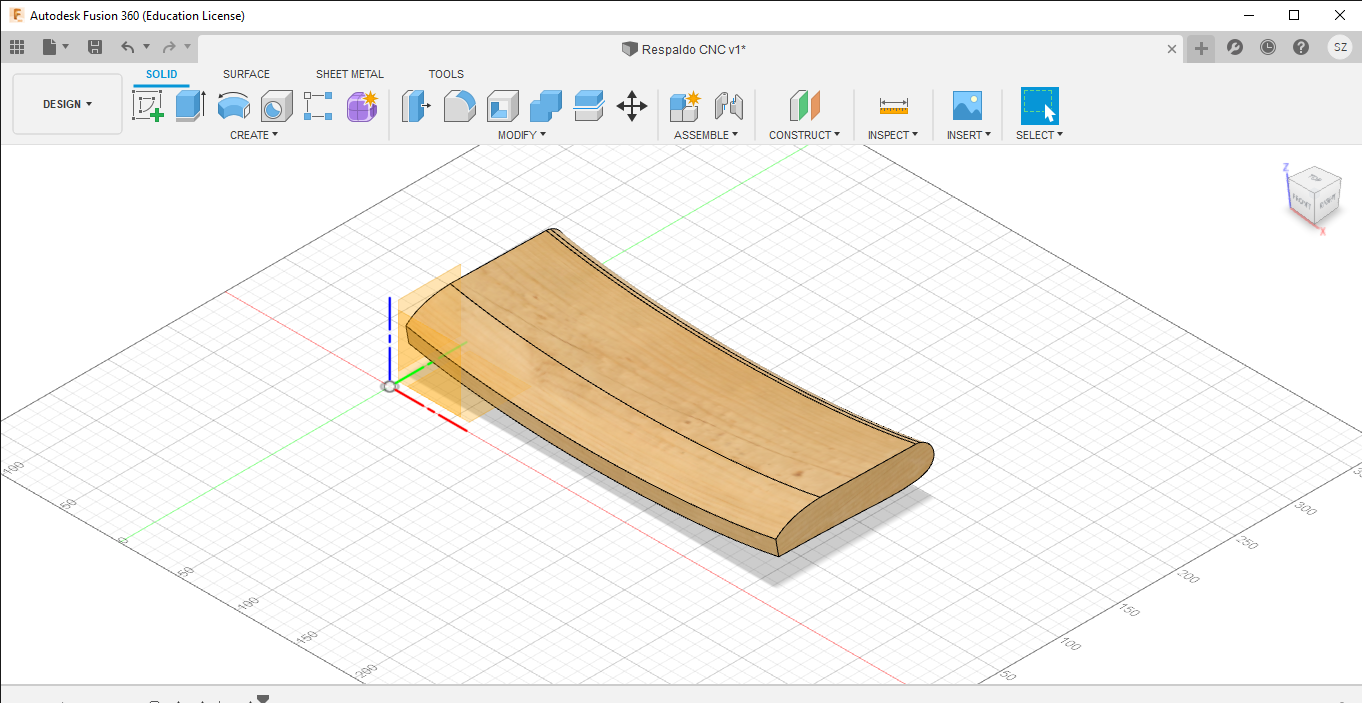 Autodesk Fusion 360 (Education License)
Respaldo CNC v1*
SZ
SOLID SURFACE SHEET METAL TOOLS
DESIGN
CREATE MODIFY ASSEMBLE CONSTRUCT INSPECT INSERT SELECT
Z
TOP
FRONT RIGHT
X
100
50
0
50
100
150
200
300
250
200
150
100
50